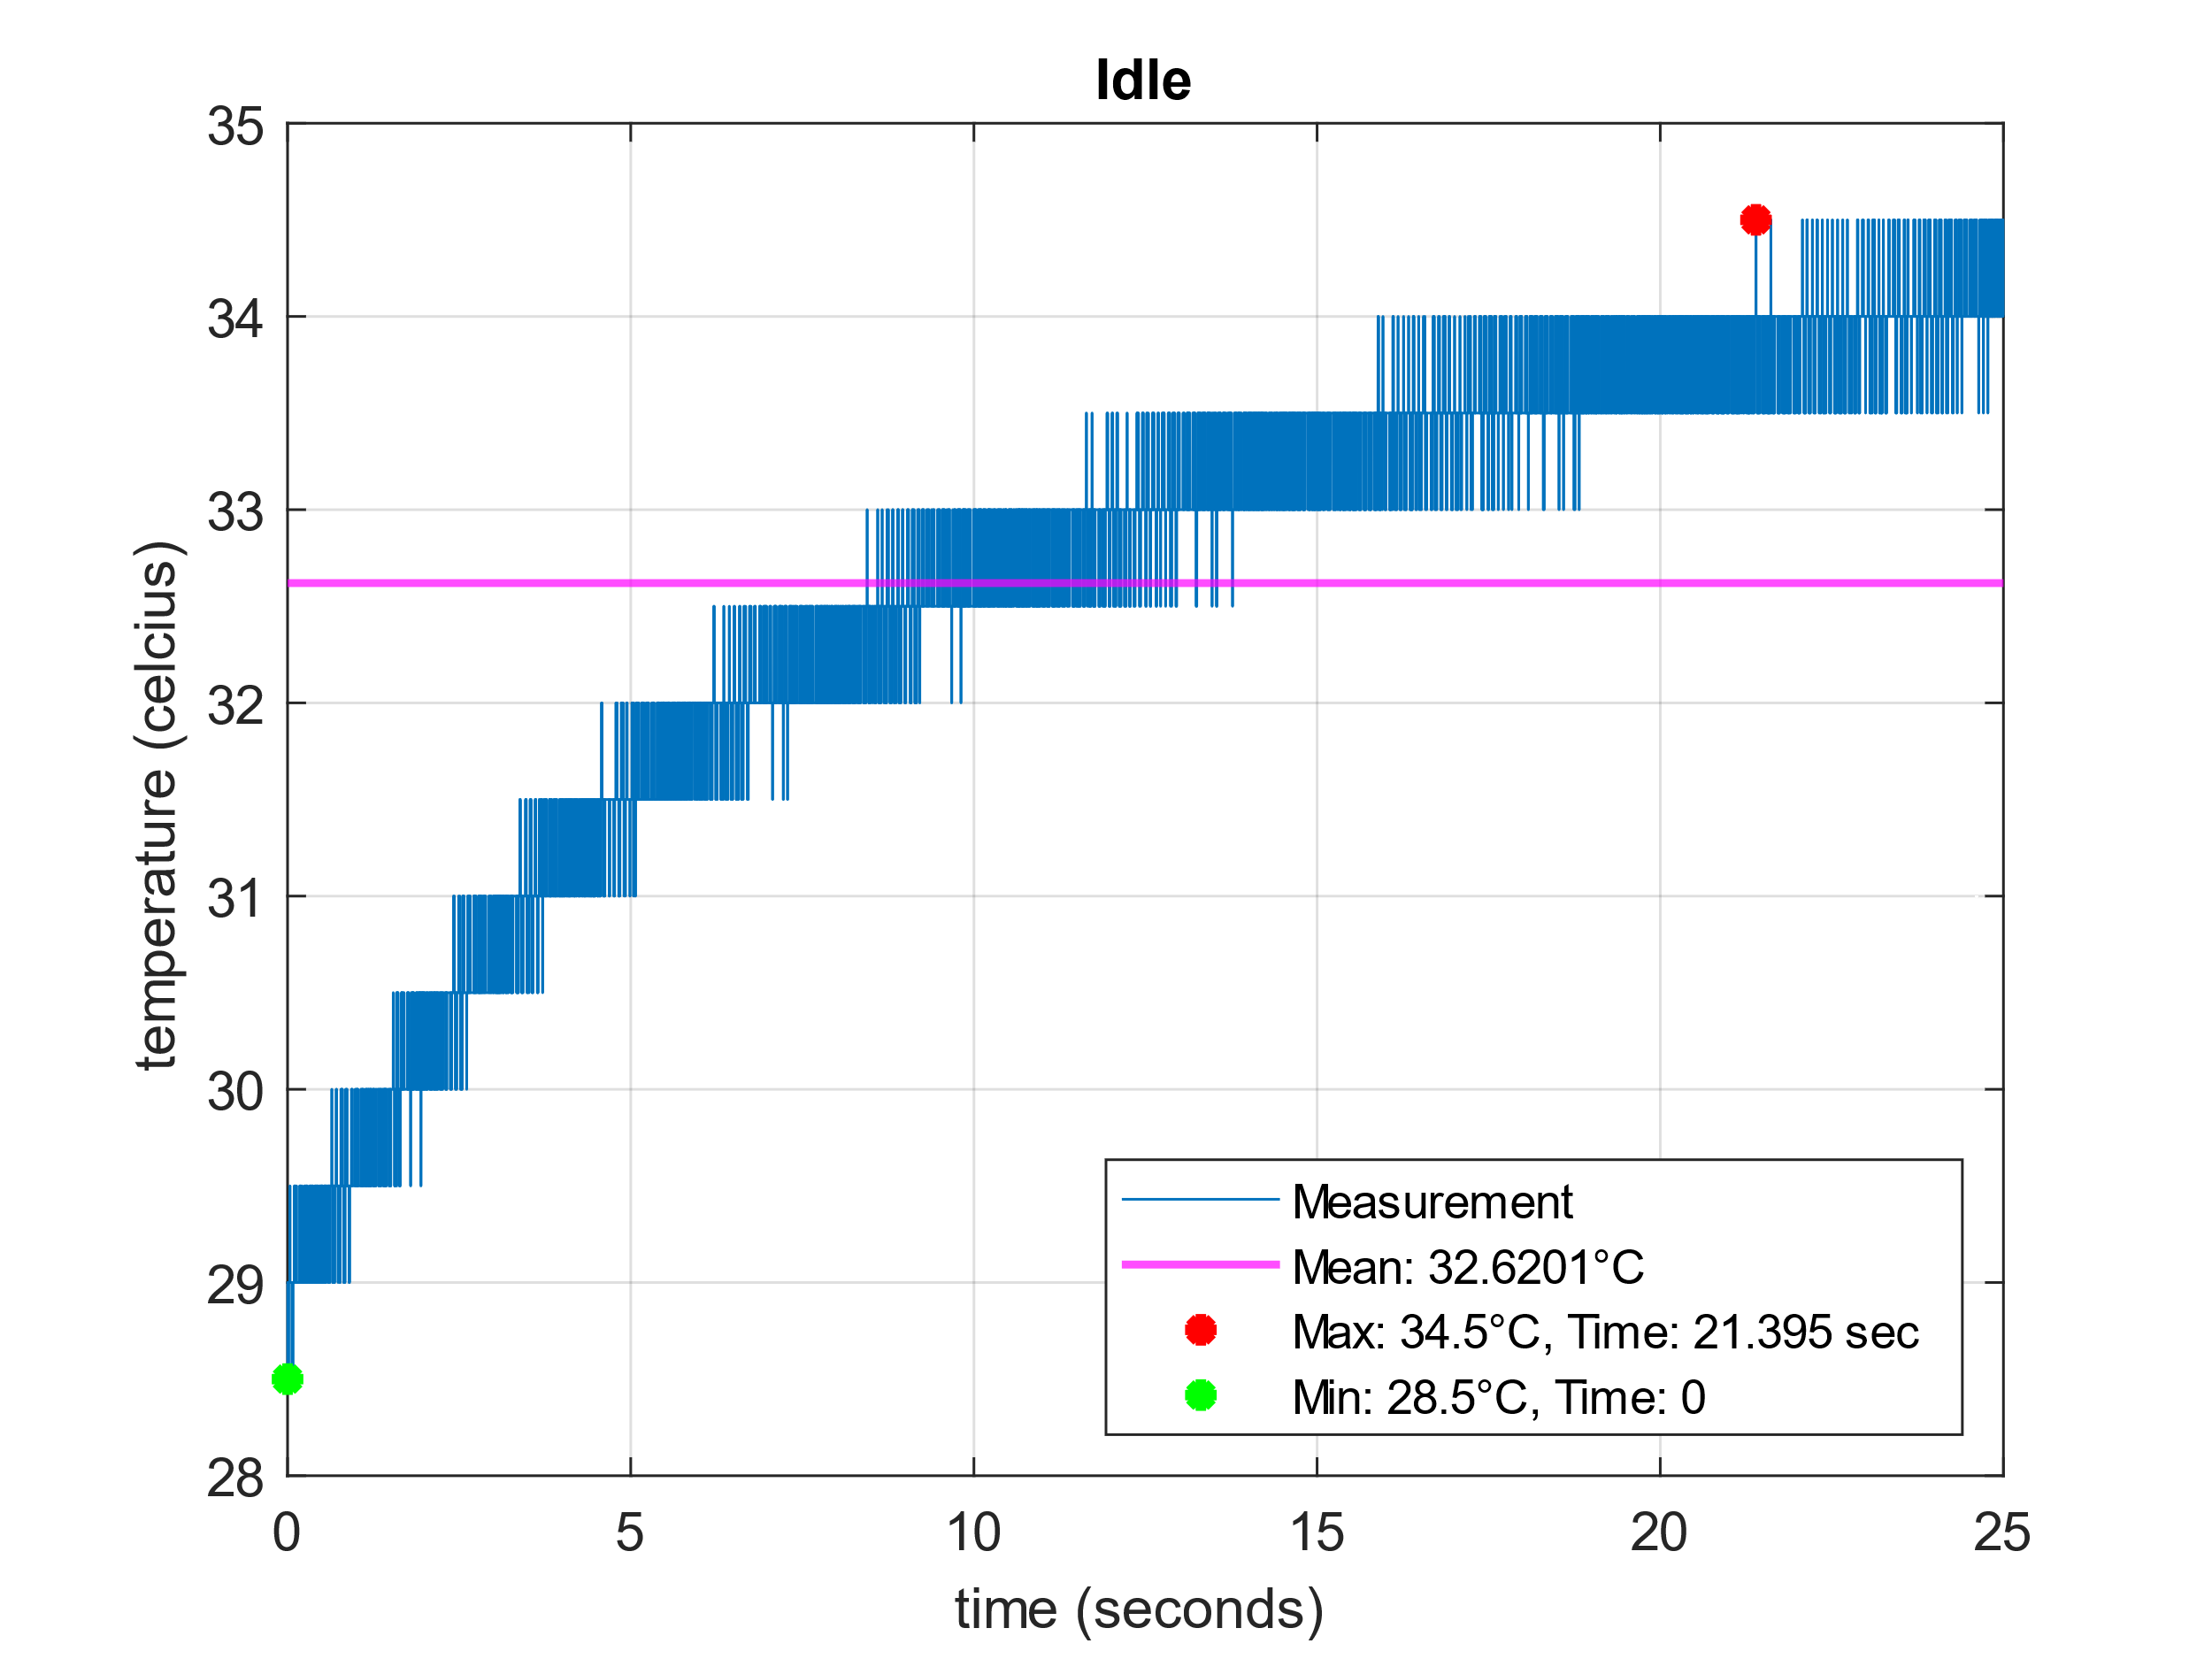 Idle
35
34
33
32
31
30
29
28
temperature (celcius)
0 5 10 15 20 25
time (seconds)
Measurement
Mean: 32.6201°C
Max: 34.5°C, Time: 21.395 sec
Min: 28.5°C, Time: 0